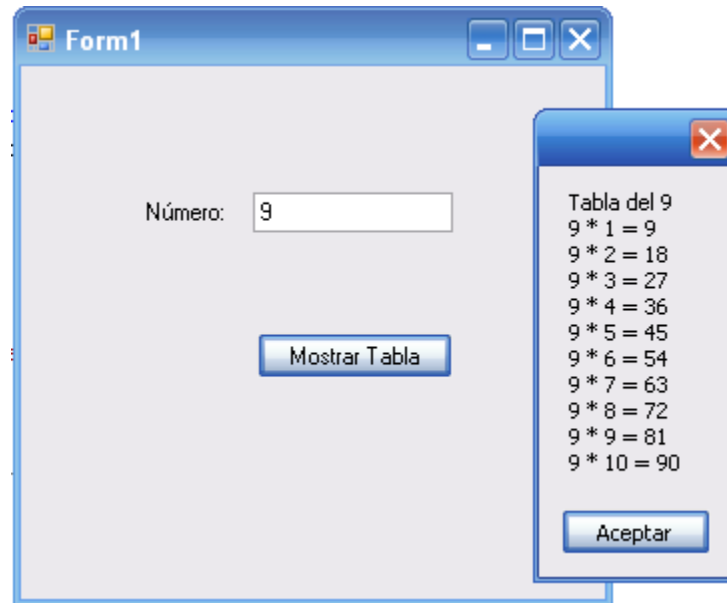 Form1
Número: 9
Mostrar Tabla
Tabla del 9
9 * 1 = 9
9 * 2 = 18
9 * 3 = 27
9 * 4 = 36
9 * 5 = 45
9 * 6 = 54
9 * 7 = 63
9 * 8 = 72
9 * 9 = 81
9 * 10 = 90
Aceptar